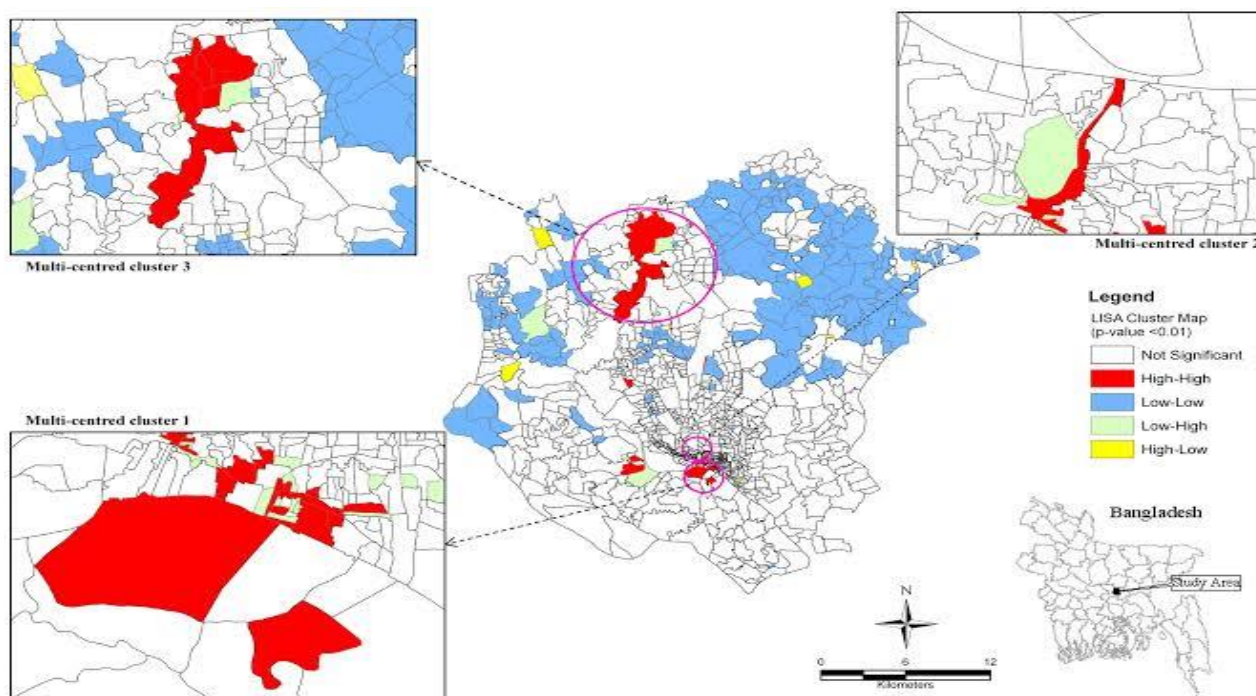 Multi-centred cluster 3
Multi-centred cluster 2
Legend
LISA Cluster Map
(p-value <0.01)
Not Significant
High-High
Low-Low
Low-High
High-Low
Multi-centred cluster 1
Bangladesh
Study Area
N
0 6 12
Kilometers